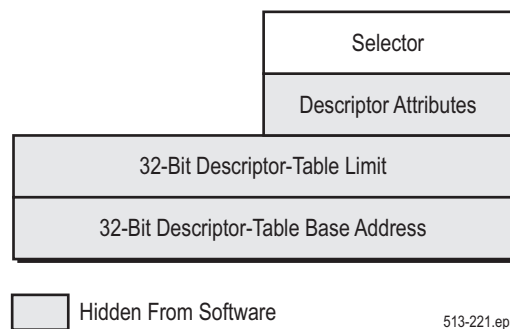 Selector
Descriptor Attributes
32-Bit Descriptor-Table Limit
32-Bit Descriptor-Table Base Address
Hidden From Software
513-221.ep